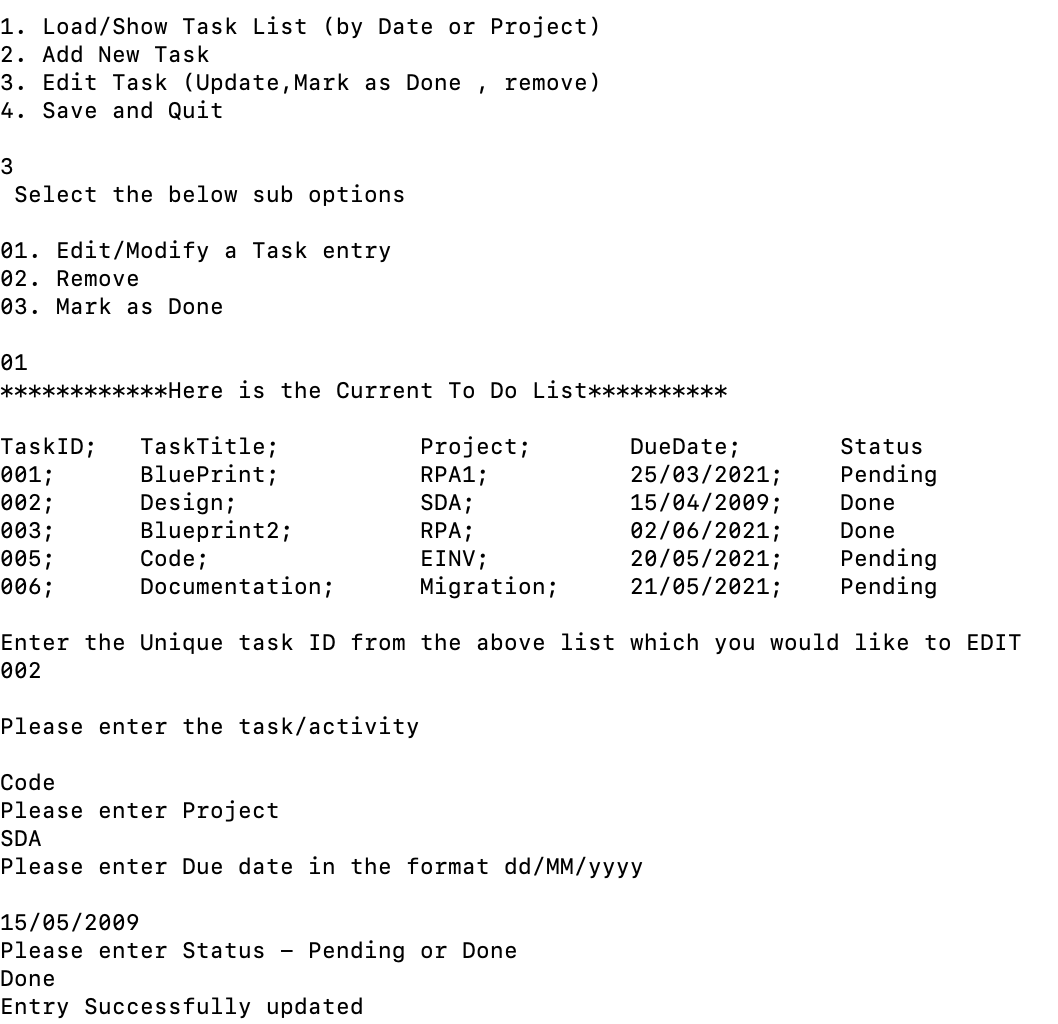 1. Load/Show Task List (by Date or Project)
2. Add New Task
3. Edit Task (Update,Mark as Done , remove)
4. Save and Quit
3
Select the below sub options
01. Edit/Modify a Task entry
02. Remove
03. Mark as Done
01
************Here is the Current To Do List**********
TaskID; TaskTitle; Project; DueDate; Status
001; BluePrint; RPA1; 25/03/2021; Pending
002; Design; SDA; 15/04/2009; Done
003; Blueprint2; RPA; 02/06/2021; Done
005; Code; EINV; 20/05/2021; Pending
006; Documentation; Migration; 21/05/2021; Pending
Enter the Unique task ID from the above list which you would like to EDIT
002
Please enter the task/activity
Code
Please enter Project
SDA
Please enter Due date in the format dd/MM/yyyy
15/05/2009
Please enter Status – Pending or Done
Done
Entry Successfully updated